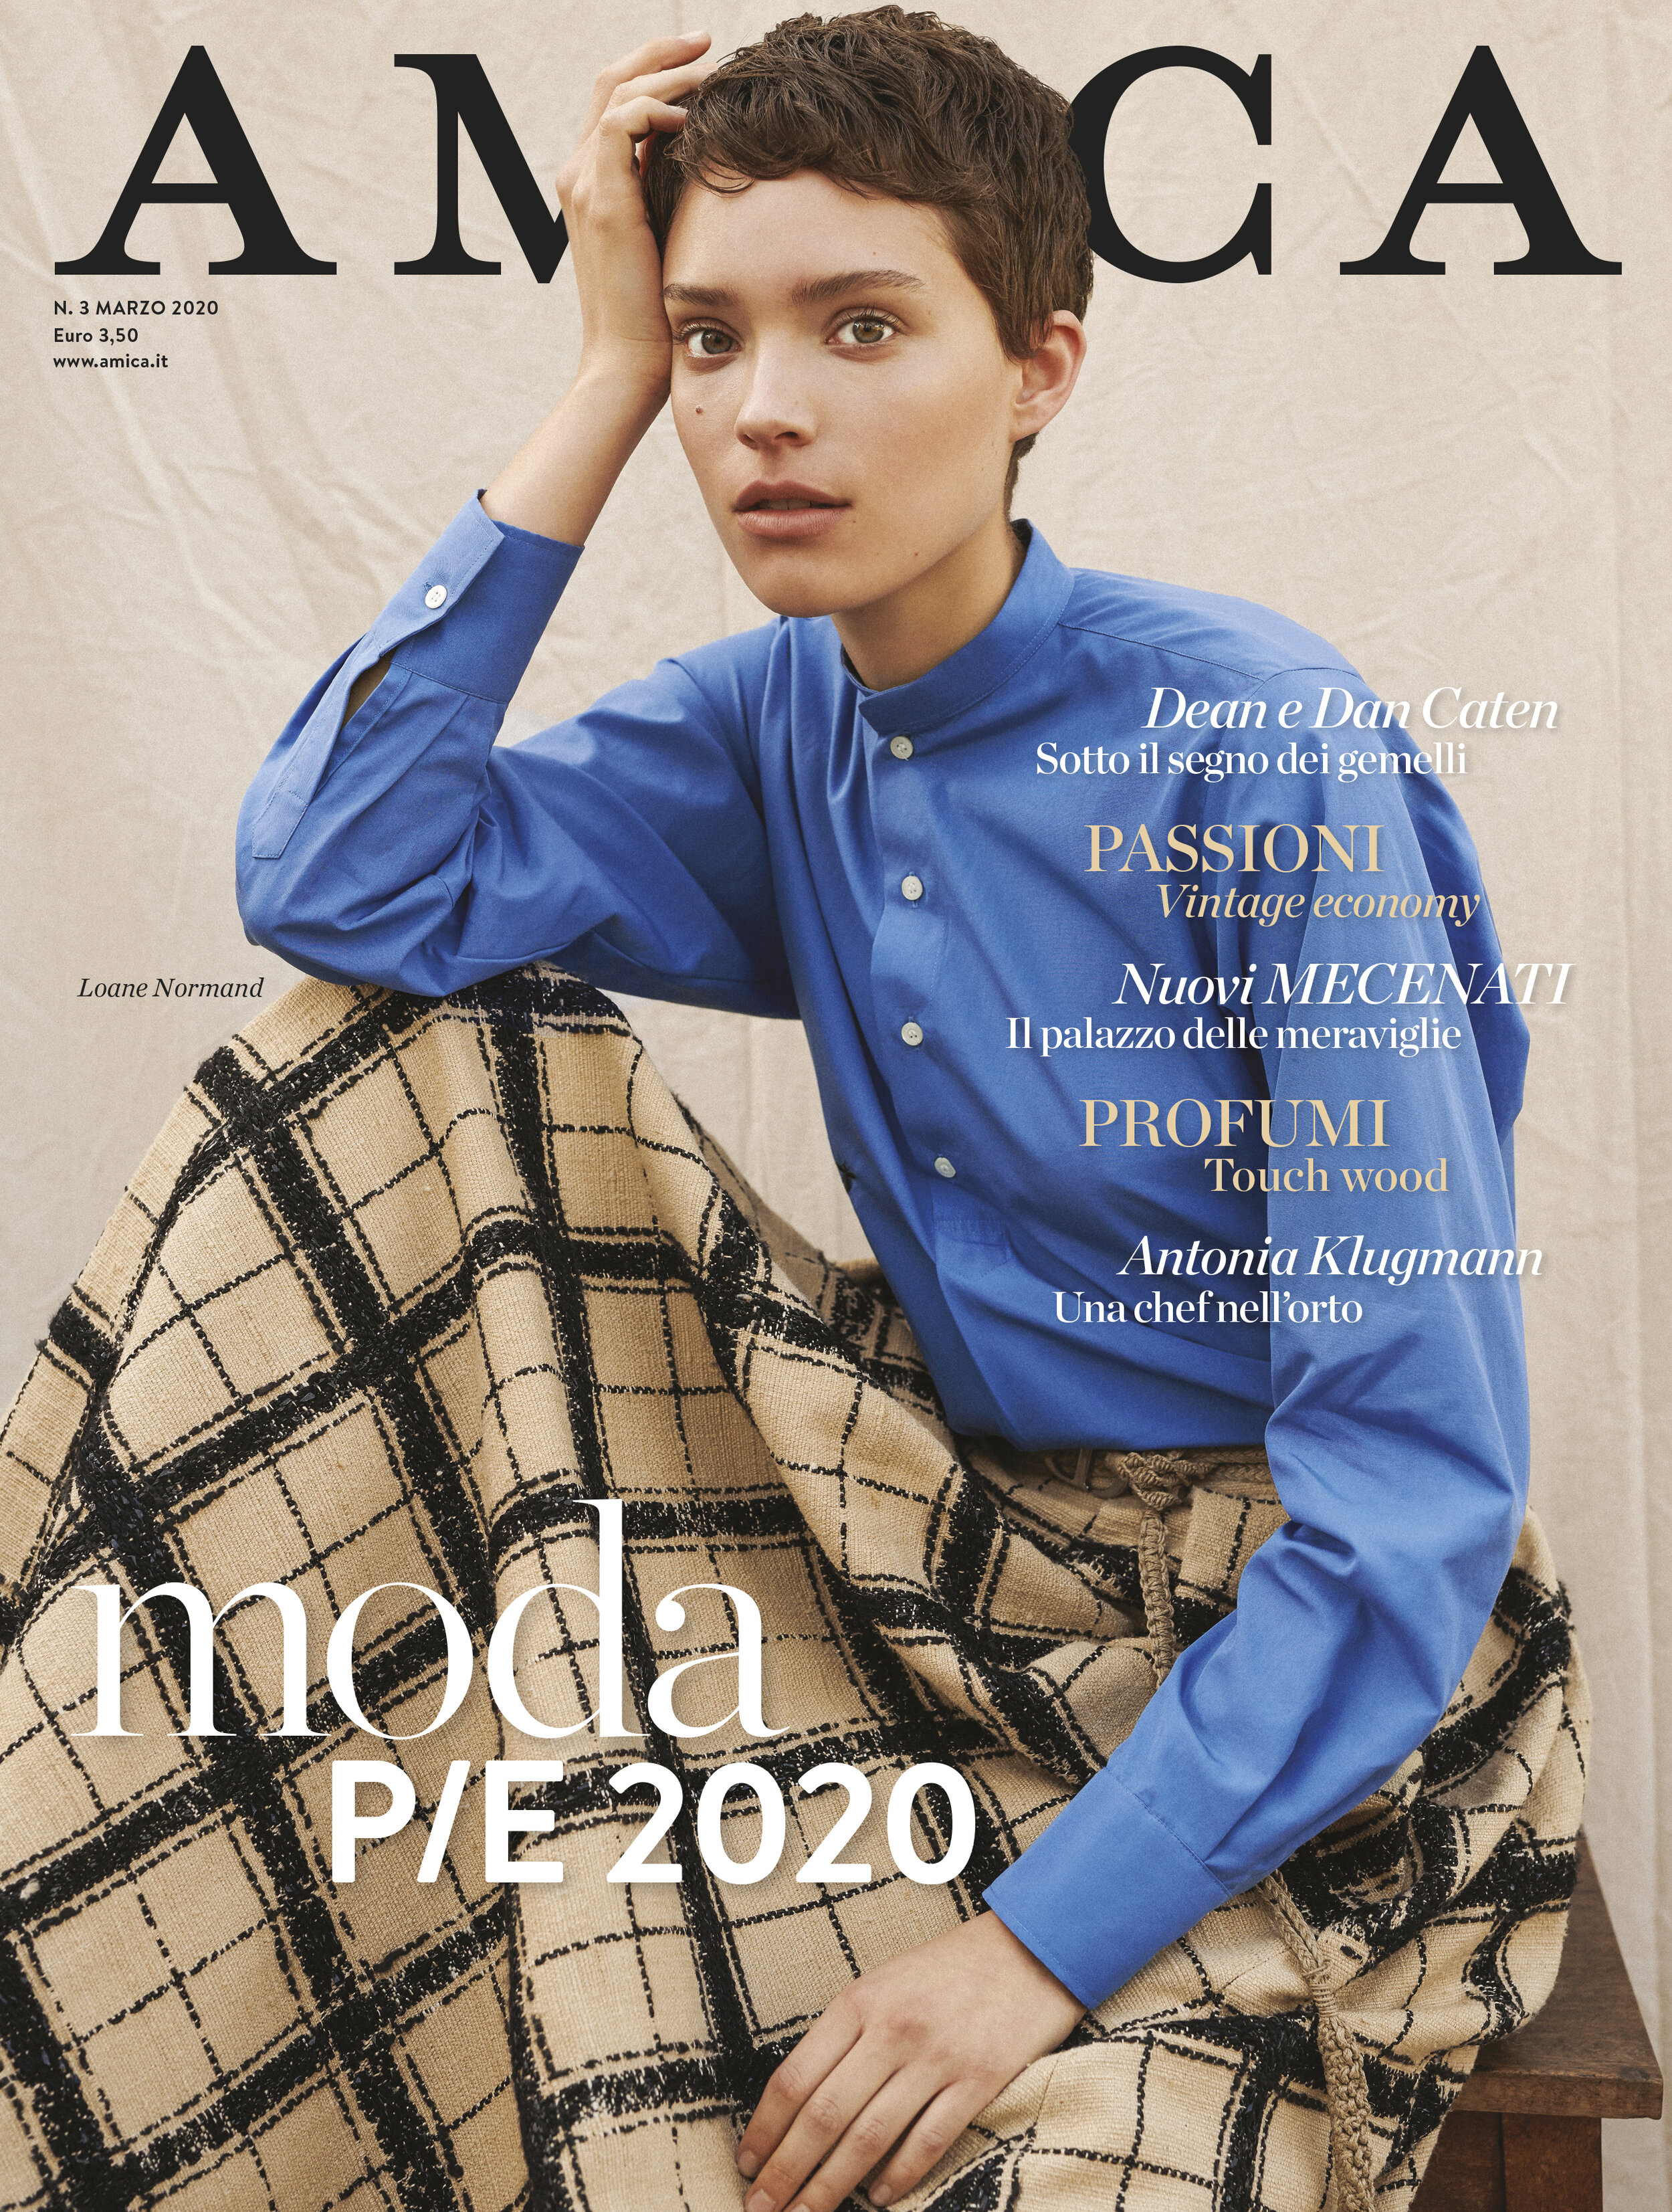 AMICA
N. 3 MARZO 2020
Euro 3,50
www.amica.it
Dean e Dan Caten
Sotto il segno dei gemelli
PASSIONI
Vintage economy
Nuovi MECENATI
Il palazzo delle meraviglie
PROFUMI
Touch wood
Antonia Klugmann
Una chef nell’orto
Loane Normand
moda
P/E 2020